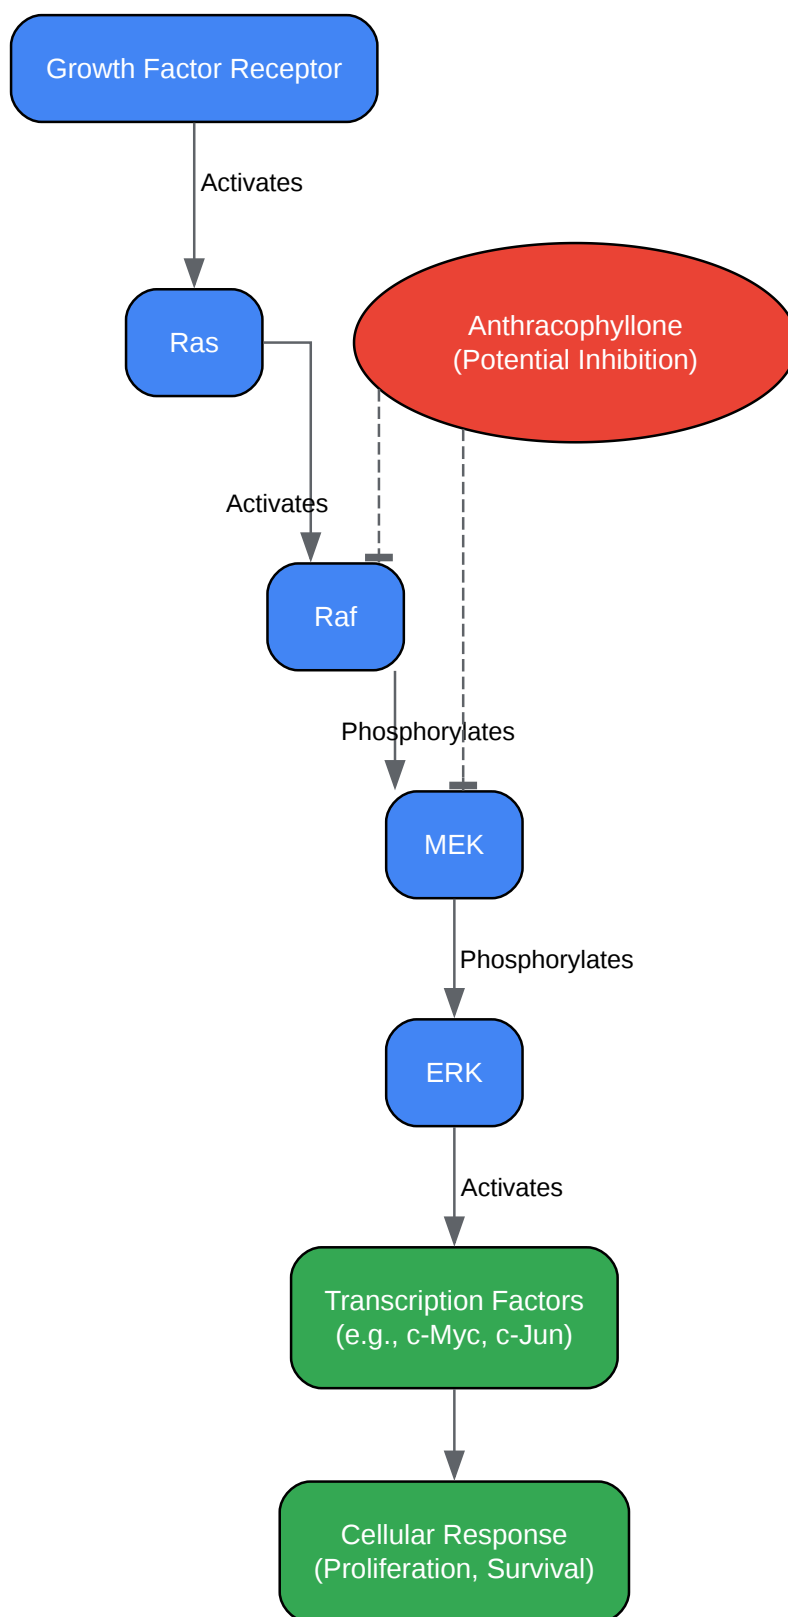 Growth Factor Receptor
Activates
Ras
Anthracophyllone
(Potential Inhibition)
Activates
Raf
Phosphorylates
MEK
Phosphorylates
ERK
Activates
Transcription Factors
(e.g., c-Myc, c-Jun)
Cellular Response
(Proliferation, Survival)